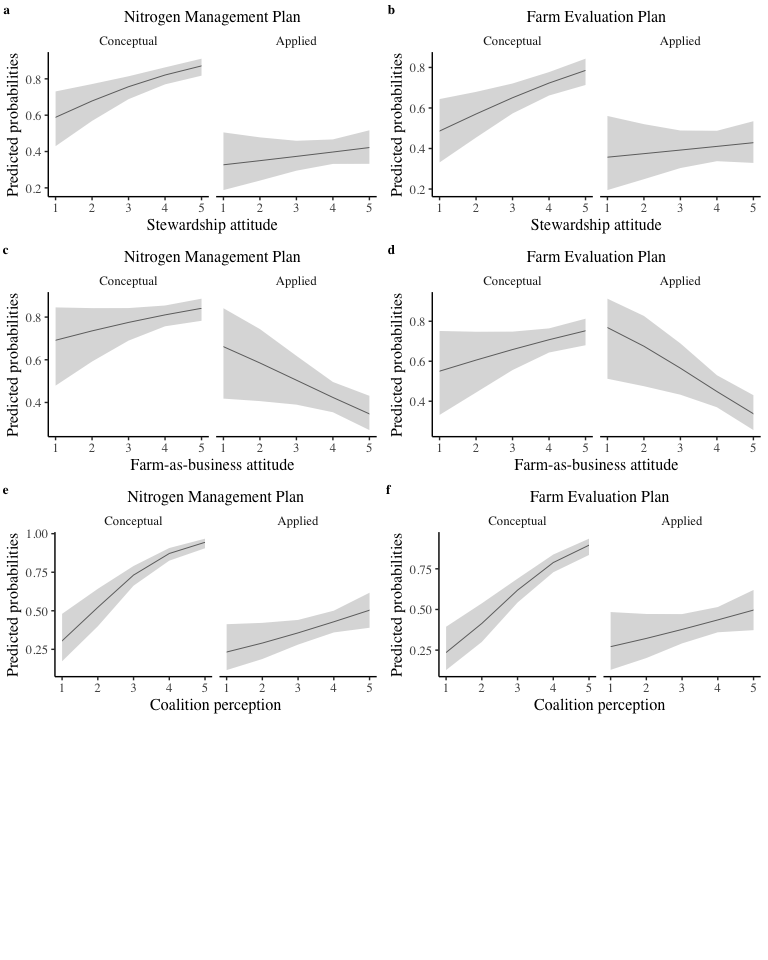 a
Nitrogen Management Plan
Conceptual Applied
Predicted probabilities
0.8
0.6
0.4
0.2
1 2 3 4 5 1 2 3 4 5
Stewardship attitude
b
Farm Evaluation Plan
Conceptual Applied
Predicted probabilities
0.8
0.6
0.4
0.2
1 2 3 4 5 1 2 3 4 5
Stewardship attitude
c
Nitrogen Management Plan
Conceptual Applied
Predicted probabilities
0.8
0.6
0.4
1 2 3 4 5 1 2 3 4 5
Farm-as-business attitude
d
Farm Evaluation Plan
Conceptual Applied
Predicted probabilities
0.8
0.6
0.4
1 2 3 4 5 1 2 3 4 5
Farm-as-business attitude
e
Nitrogen Management Plan
Conceptual Applied
Predicted probabilities
1.00
0.75
0.50
0.25
1 2 3 4 5 1 2 3 4 5
Coalition perception
f
Farm Evaluation Plan
Conceptual Applied
Predicted probabilities
0.75
0.50
0.25
1 2 3 4 5 1 2 3 4 5
Coalition perception